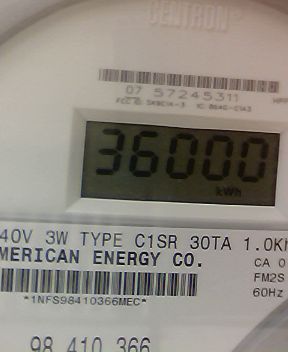 CENTRON
07 57245311
36000
kWh
40V 3W TYPE C1SR 30TA 1.0Kh
MERICAN ENERGY CO.
CA 0
FM2S
60Hz
*1NFS98410366MEC*
98 410 366